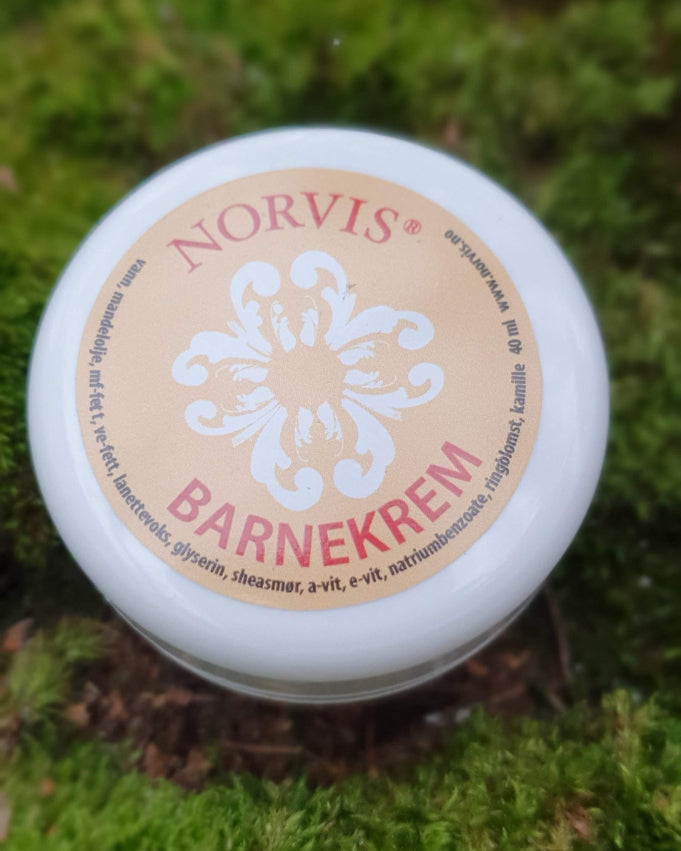 NORVIS®
BARNEKREM
vann, mandelolje, mf-fet t, ve-fett, lanettevoks, glyserin, sheasmør, a-vit, e-vit, natriumbenzoate, ringblomst, kamille 40 ml www.norvis.no